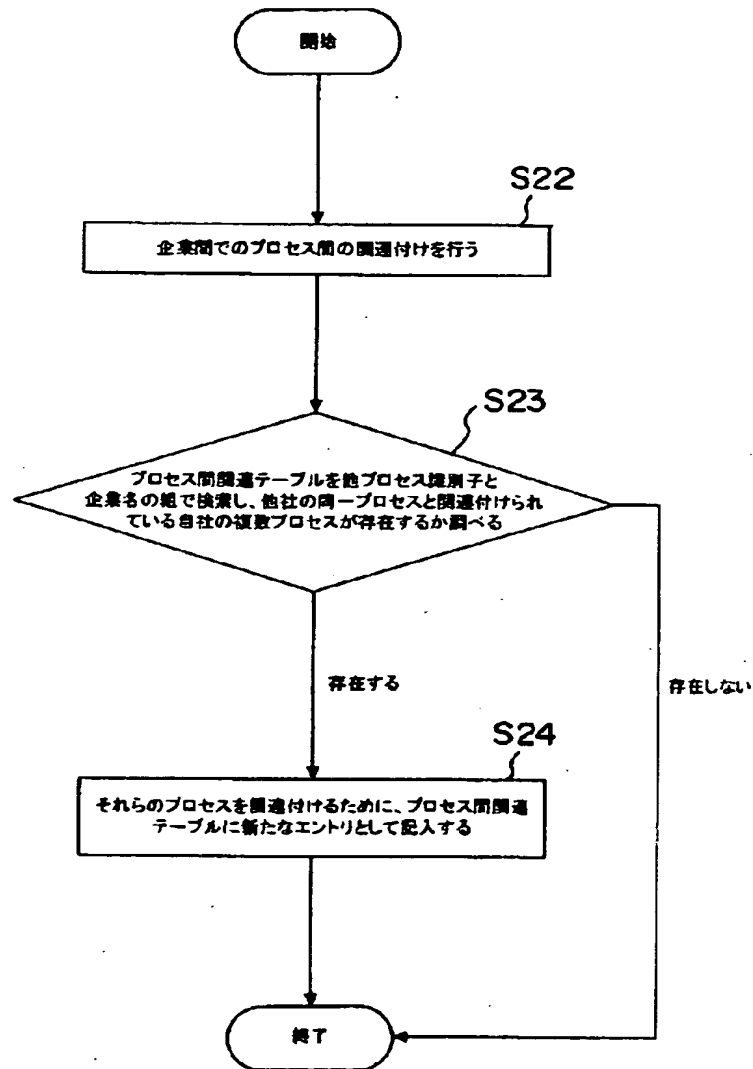 開始
S22
企業間でのプロセス間の関連付けを行う
S23
プロセス間関連テーブルを他プロセス識別子と
企業名の組で検索し、他社の同一プロセスと関連付けられ
ている自社の複数プロセスが存在するか調べる
存在する
存在しない
S24
それらのプロセスを関連付けるために、プロセス間関連
テーブルに新たなエントリとして記入する
終了